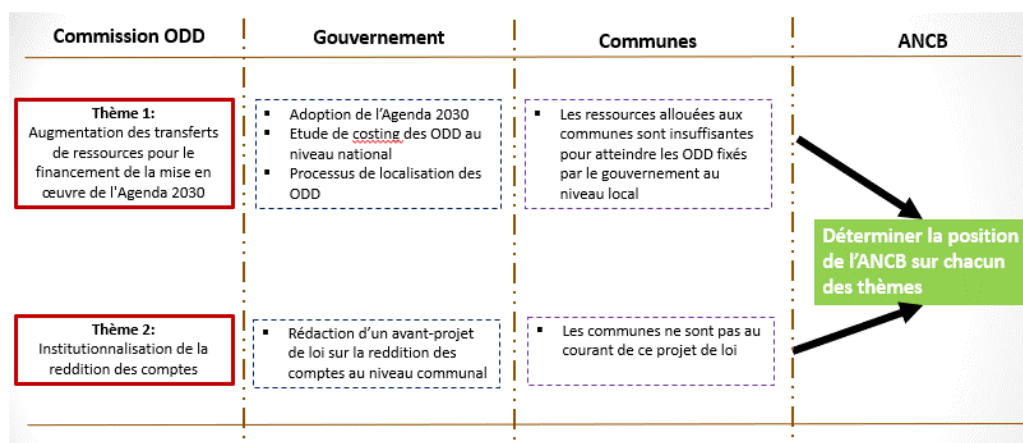 Commission ODD
Gouvernement
Communes
ANCB
Thème 1:
Augmentation des transferts
de ressources pour le
financement de la mise en
œuvre de l'Agenda 2030
▪ Adoption de l’Agenda 2030
▪ Etude de costing des ODD au
niveau national
▪ Processus de localisation des
ODD
▪ Les ressources allouées aux
communes sont insuffisantes
pour atteindre les ODD fixés
par le gouvernement au
niveau local
Déterminer la position
de l’ANCB sur chacun
des thèmes
Thème 2:
Institutionnalisation de la
reddition des comptes
▪ Rédaction d’un avant-projet
de loi sur la reddition des
comptes au niveau communal
▪ Les communes ne sont pas au
courant de ce projet de loi